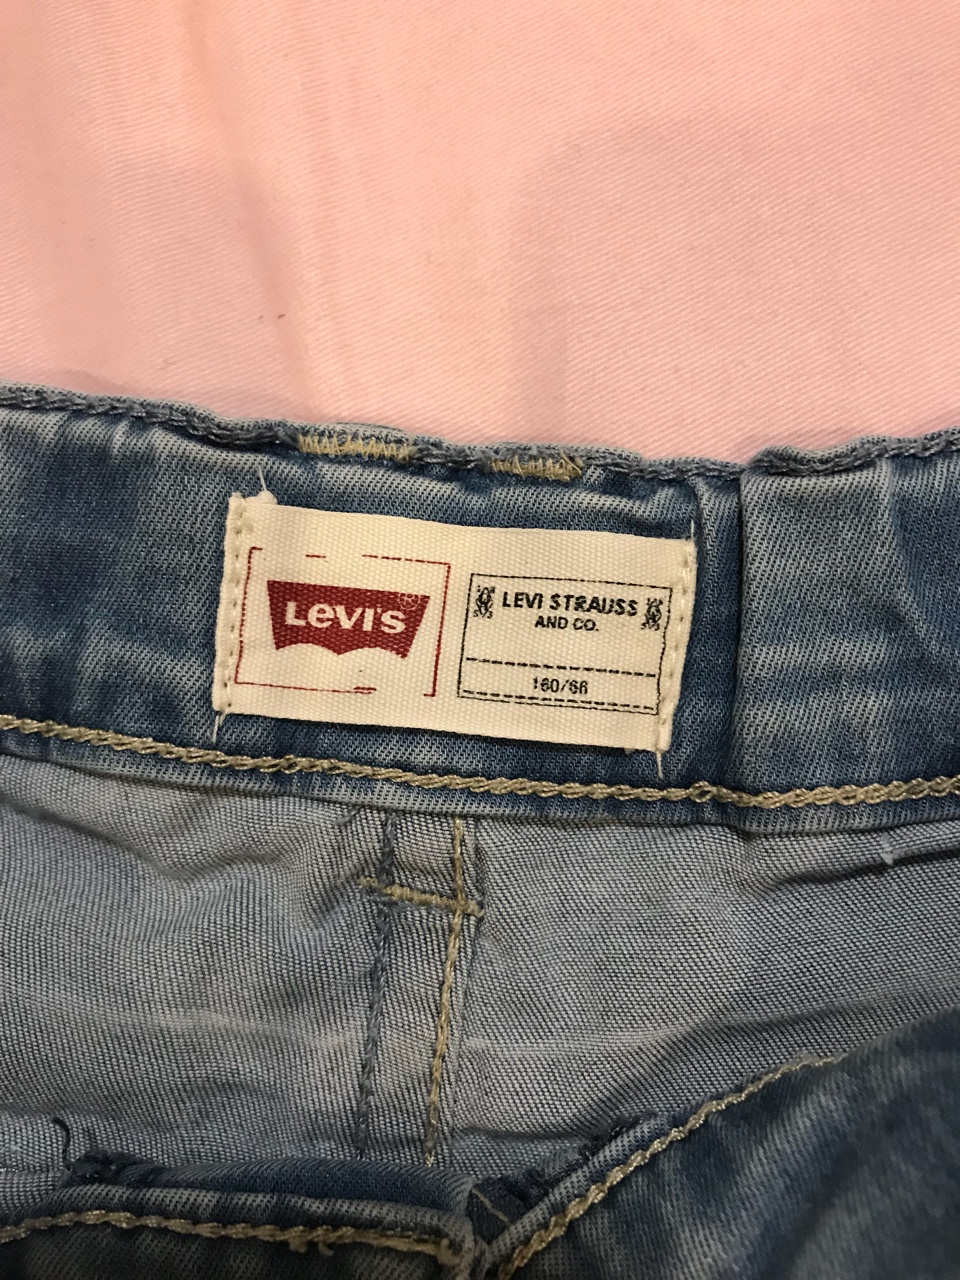 LEVI'S
LEVI STRAUSS
AND CO.
160/66